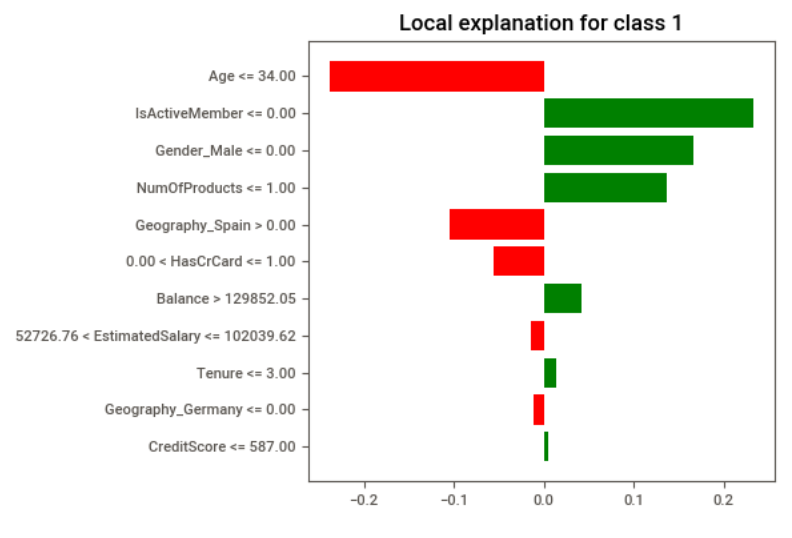 Local explanation for class 1
Age <= 34.00
IsActiveMember <= 0.00
Gender_Male <= 0.00
NumOfProducts <= 1.00
Geography_Spain > 0.00
0.00 < HasCrCard <= 1.00
Balance > 129852.05
52726.76 < EstimatedSalary <= 102039.62
Tenure <= 3.00
Geography_Germany <= 0.00
CreditScore <= 587.00
−0.2 −0.1 0.0 0.1 0.2